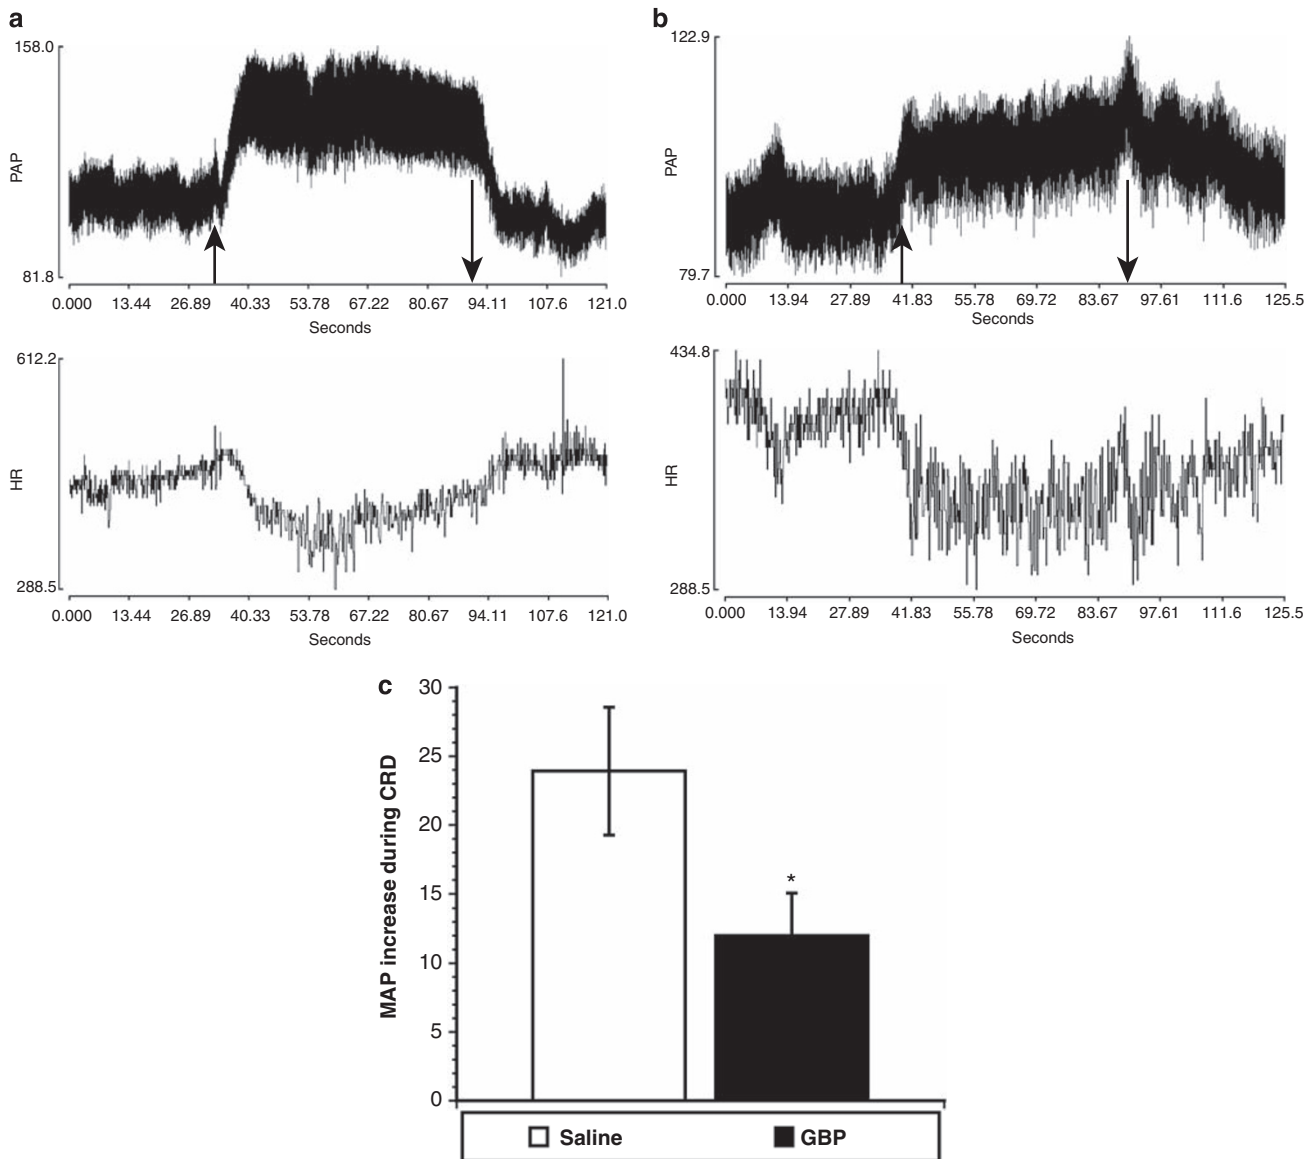 a
158.0
PAP
81.8
0.000 13.44 26.89 40.33 53.78 67.22 80.67 94.11 107.6 121.0
Seconds
612.2
HR
288.5
0.000 13.44 26.89 40.33 53.78 67.22 80.67 94.11 107.6 121.0
Seconds
b
122.9
PAP
79.7
0.000 13.94 27.89 41.83 55.78 69.72 83.67 97.61 111.6 125.5
Seconds
434.8
HR
288.5
0.000 13.94 27.89 41.83 55.78 69.72 83.67 97.61 111.6 125.5
Seconds
c
MAP increase during CRD
30
25
20
15
10
5
0
*
Saline GBP